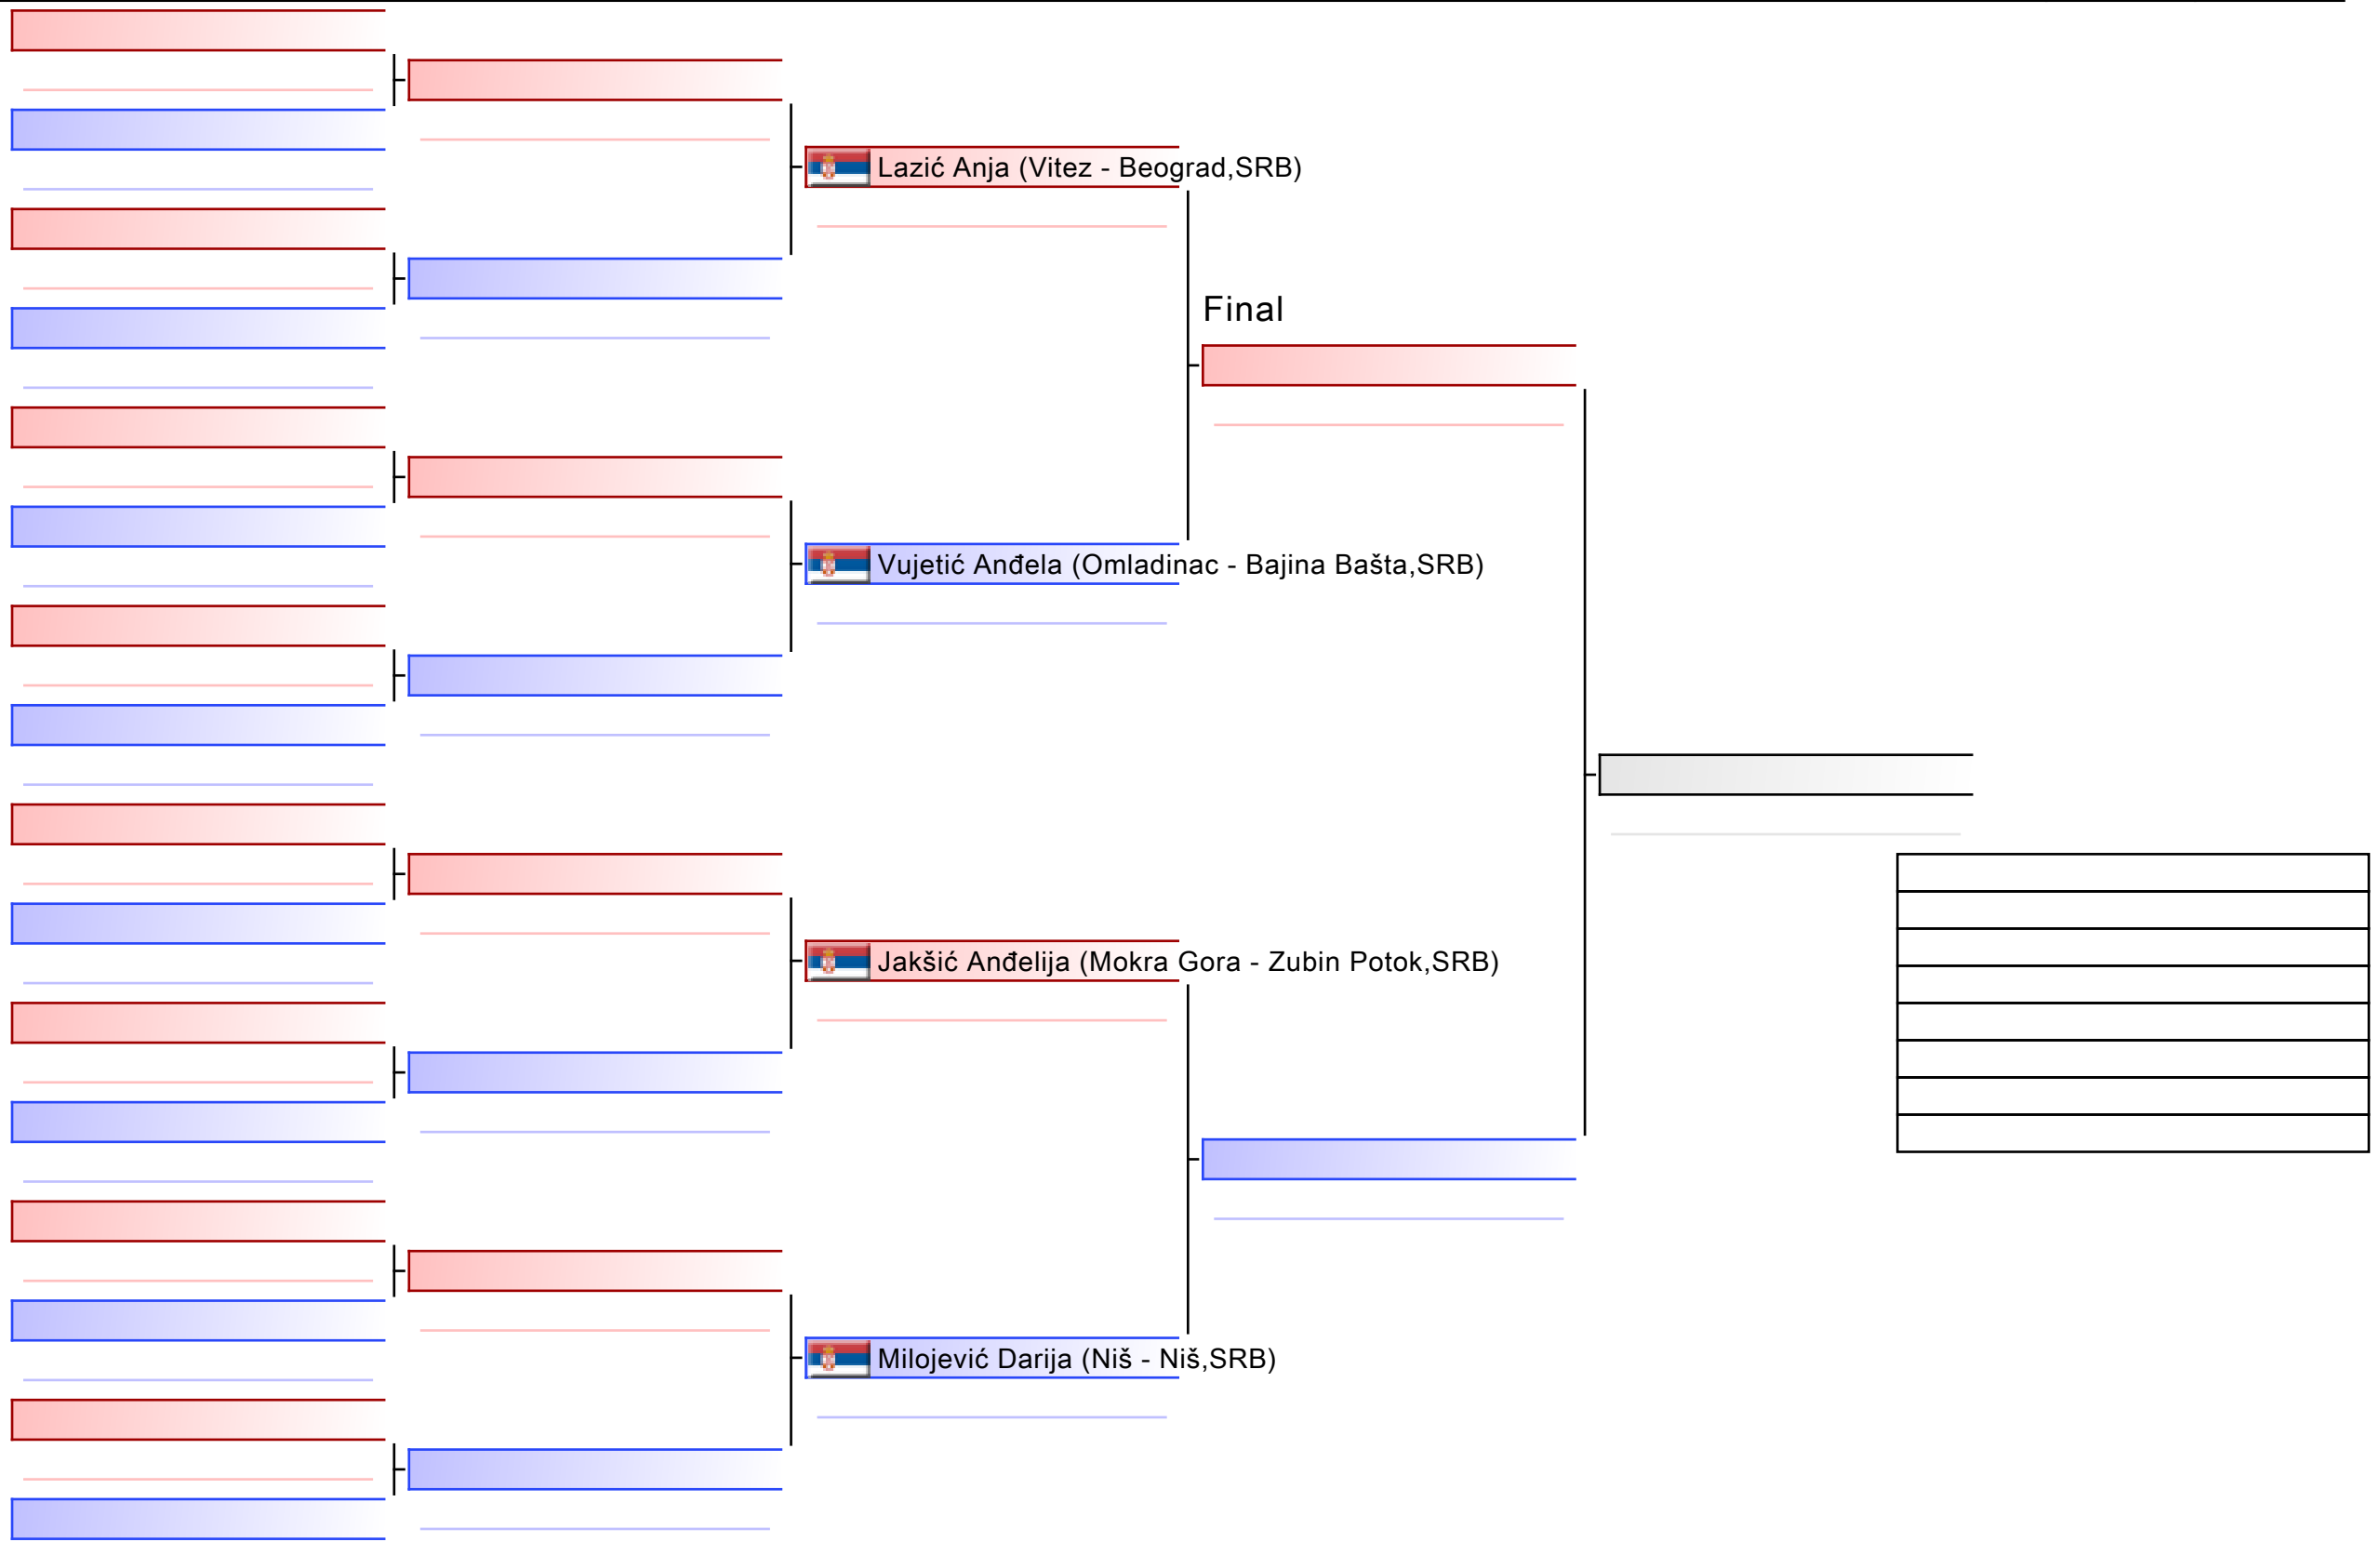 Lazić Anja (Vitez - Beograd,SRB)
Final
Vujetić Anđela (Omladinac - Bajina Bašta,SRB)
Jakšić Anđelija (Mokra Gora - Zubin Potok,SRB)
Milojević Darija (Niš - Niš,SRB)